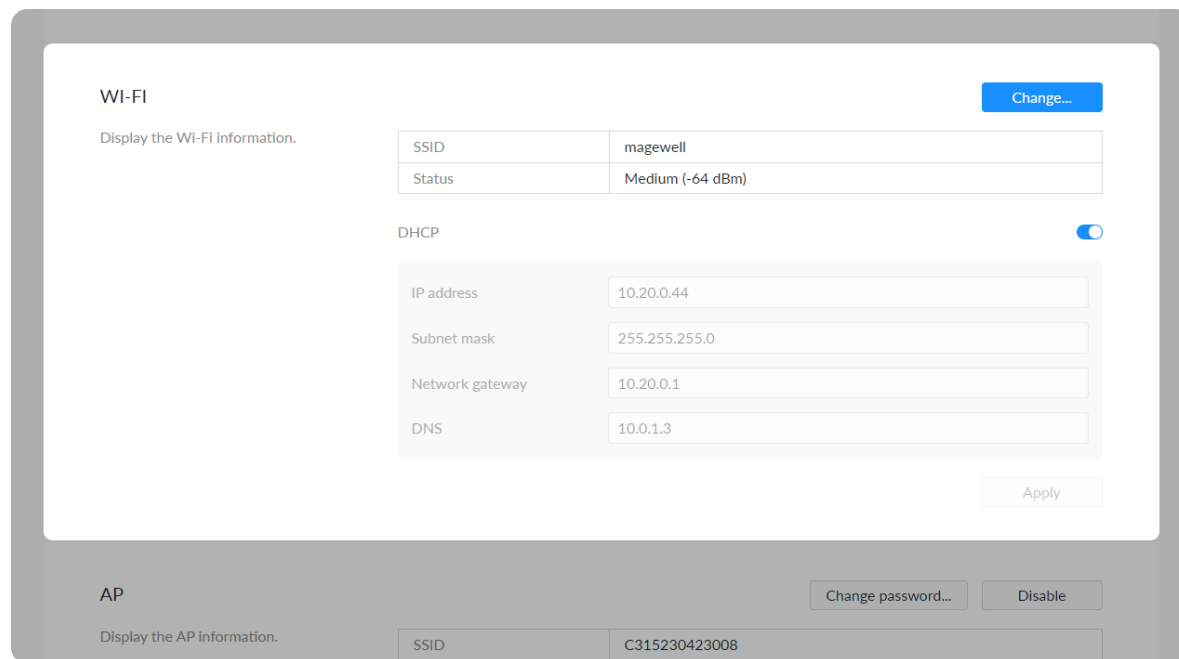 WI-FI
Change...
Display the Wi-Fi information.
SSID magewell
Status Medium (-64 dBm)
DHCP
IP address 10.20.0.44
Subnet mask 255.255.255.0
Network gateway 10.20.0.1
DNS 10.0.1.3
Apply
AP
Change password...
Disable
Display the AP information.
SSID C315230423008